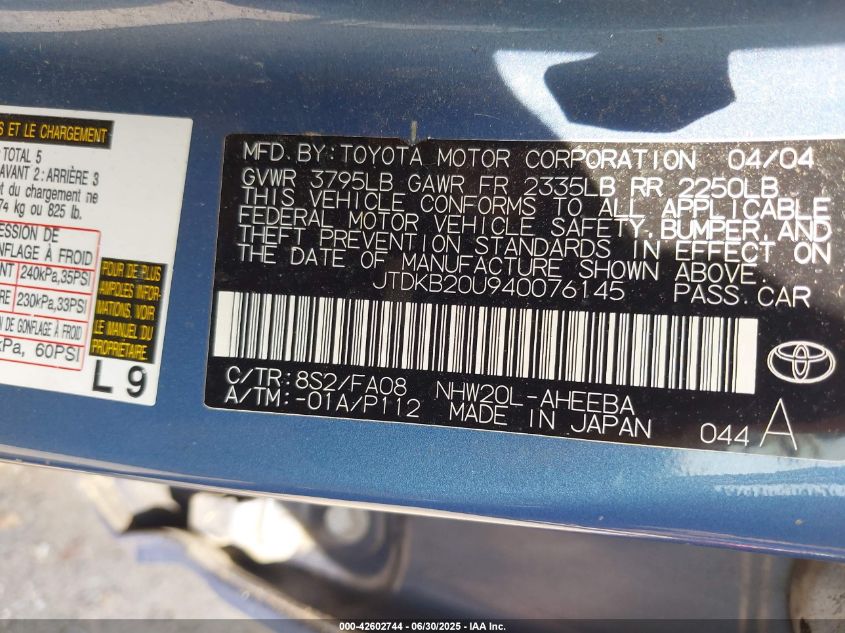 S ET LE CHARGEMENT
TOTAL 5
AVANT 2: ARRIÈRE 3
et du chargement ne
74 kg ou 825 lb.
ESSION DE
NFLAGE À FROID
NT 240kPa,35PSI
RE 230kPa,33PSI
N DE GONFLAGE À FROID
kPa, 60PSI
POUR DE PLUS
AMPLES INFOR-
MATIONS, VOIR
LE MANUEL DU
PROPRIÉTAIRE
L 9
MFD. BY: TOYOTA MOTOR CORPORATION 04/04
GVWR 3795LB GAWR FR 2335LB RR 2250LB
THIS VEHICLE CONFORMS TO ALL APPLICABLE
FEDERAL MOTOR VEHICLE SAFETY, BUMPER, AND
THEFT PREVENTION STANDARDS IN EFFECT ON
THE DATE OF MANUFACTURE SHOWN ABOVE.
JTDKB20U940076145 PASS. CAR
C/TR: 8S2/FA08 NHW20L-AHEEBA
A/TM: -01A/P112 MADE IN JAPAN
044 A
000-42602744 - 06/30/2025 - IAA Inc.